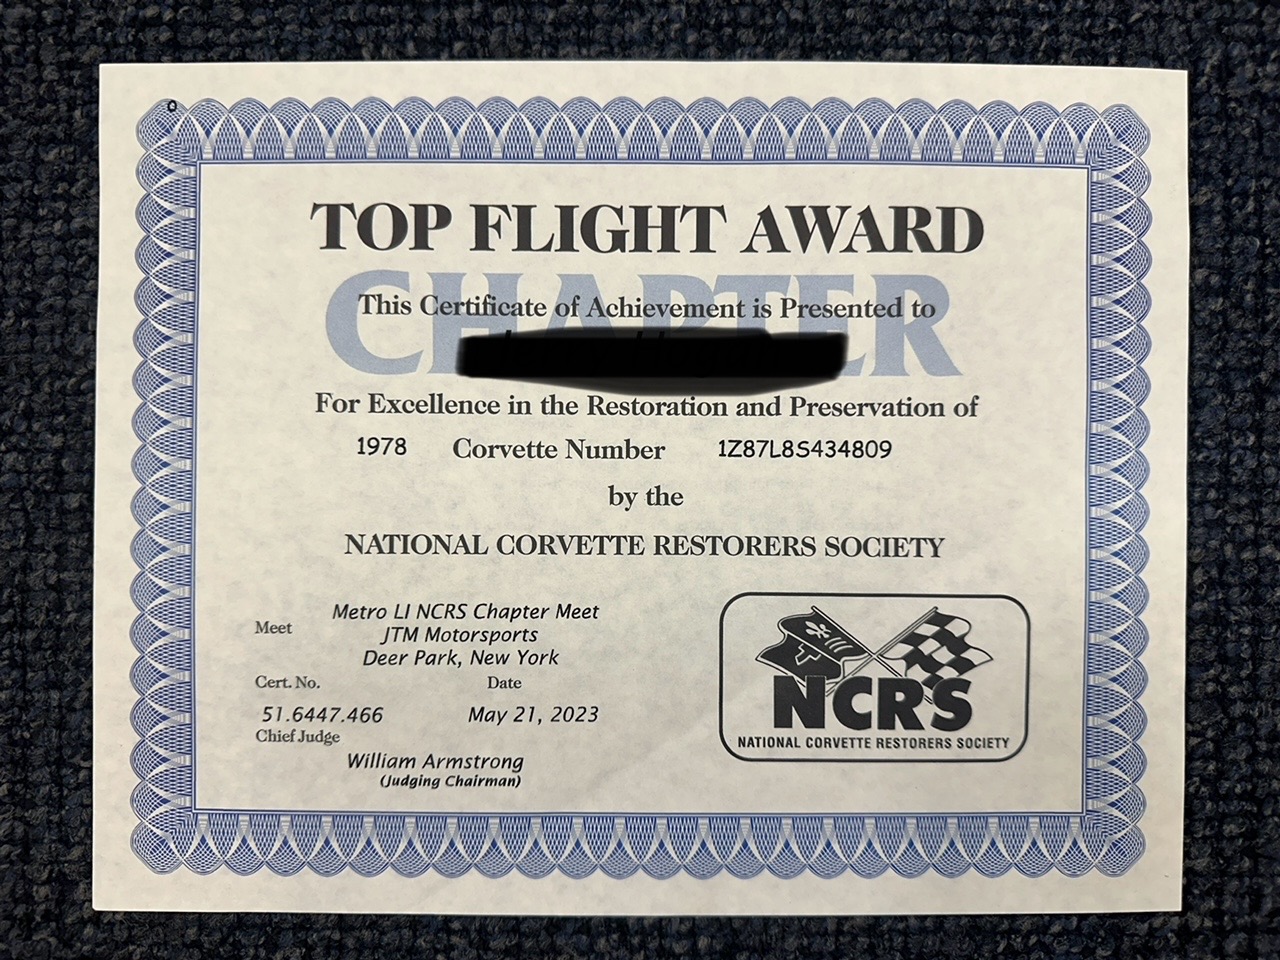 o
TOP FLIGHT AWARD
CHAPTER
This Certificate of Achievement is Presented to
For Excellence in the Restoration and Preservation of
1978 Corvette Number 1Z87L8S434809
by the
NATIONAL CORVETTE RESTORERS SOCIETY
Meet Metro LI NCRS Chapter Meet
JTM Motorsports
Deer Park, New York
Cert. No. Date
51.6447.466 May 21, 2023
Chief Judge
William Armstrong
(Judging Chairman)
NCRS
NATIONAL CORVETTE RESTORERS SOCIETY